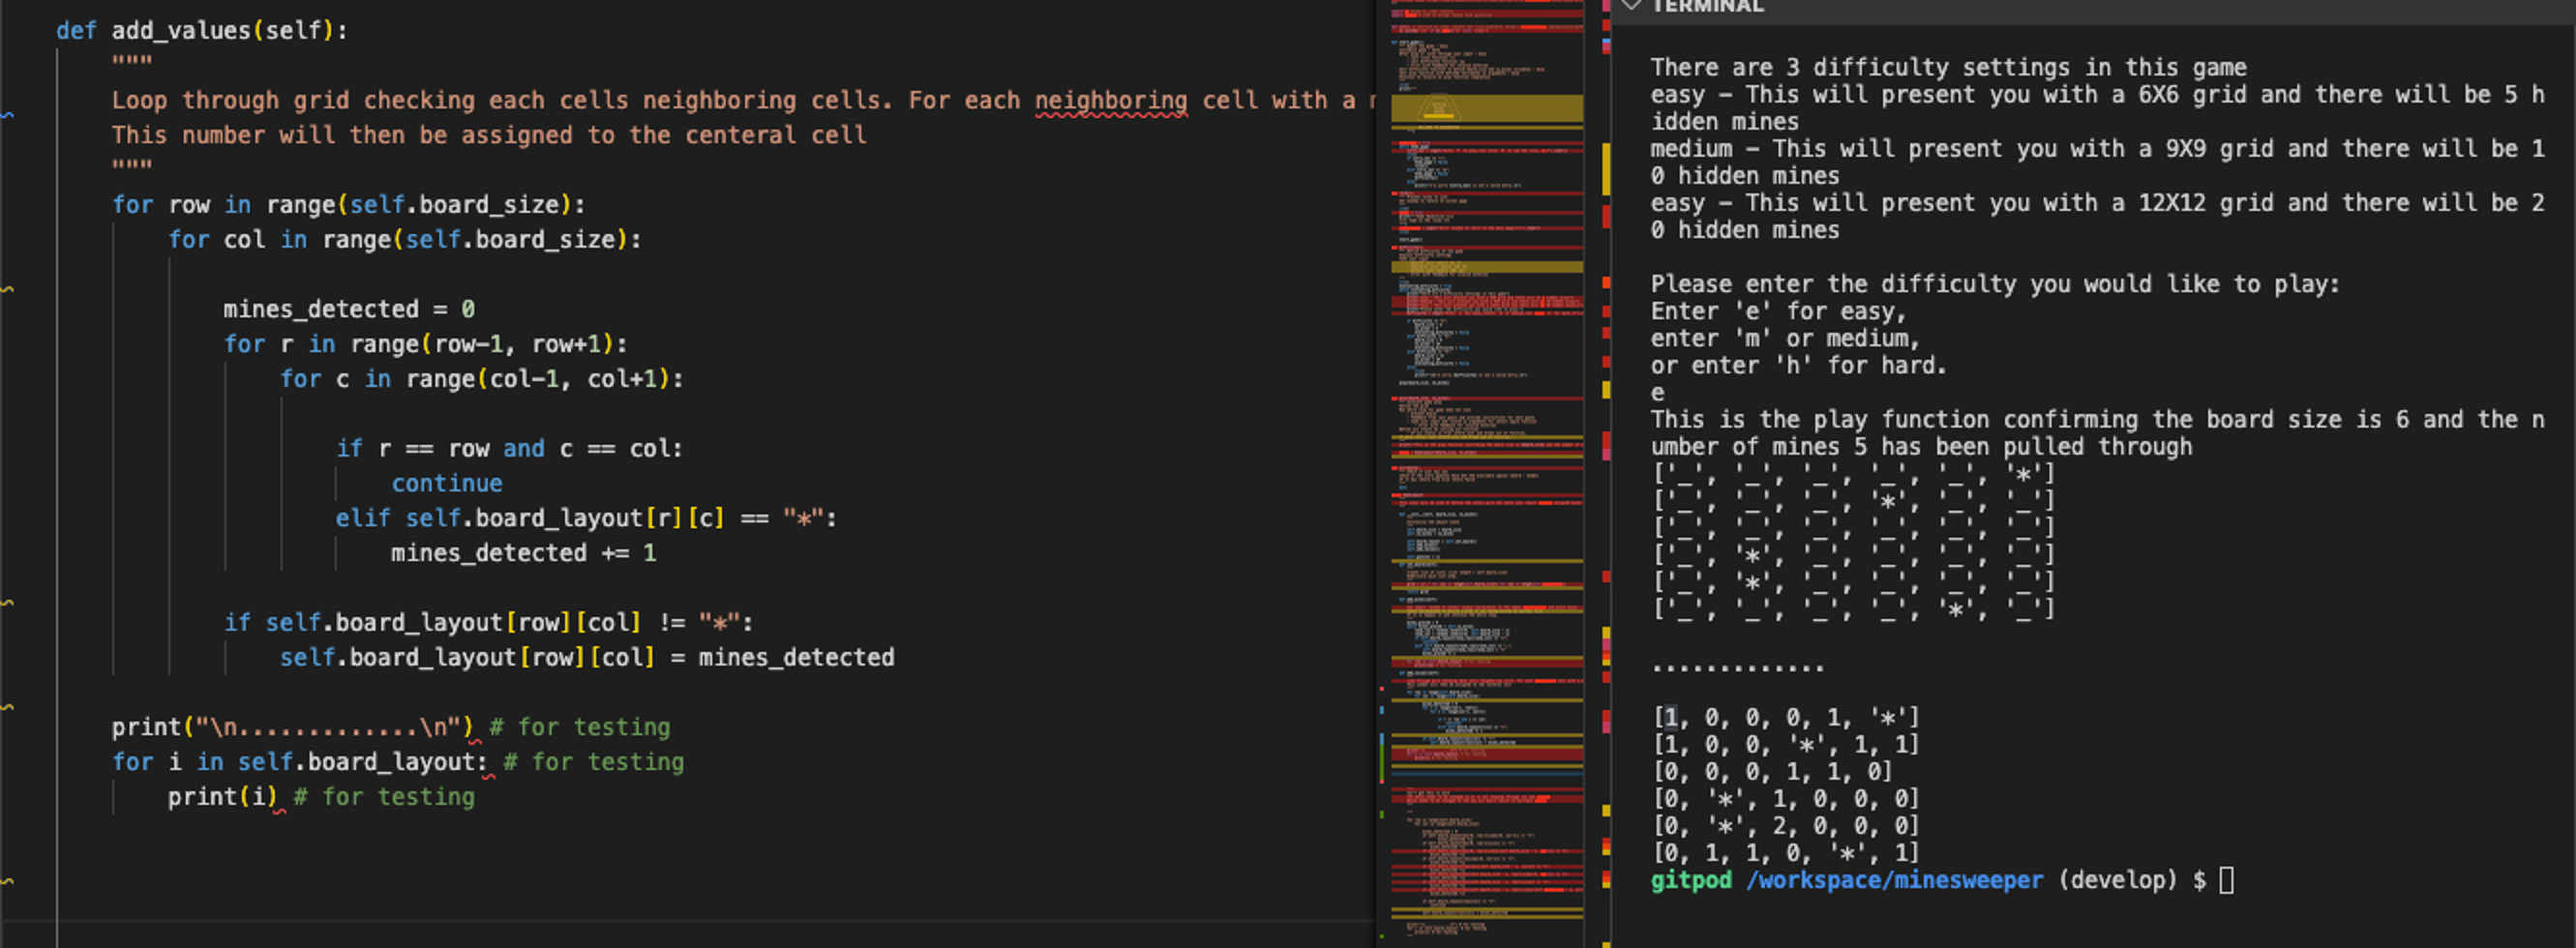 def add_values(self):
"""
Loop through grid checking each cells neighboring cells. For each neighboring cell with a
This number will then be assigned to the centeral cell
"""
for row in range(self.board_size):
for col in range(self.board_size):
mines_detected = 0
for r in range(row-1, row+1):
for c in range(col-1, col+1):
if r == row and c == col:
continue
elif self.board_layout[r][c] == "*":
mines_detected += 1
if self.board_layout[row][col] != "*":
self.board_layout[row][col] = mines_detected
print("\n.............\n") # for testing
for i in self.board_layout: # for testing
print(i) # for testing
TERMINAL
There are 3 difficulty settings in this game
easy – This will present you with a 6X6 grid and there will be 5 h
idden mines
medium – This will present you with a 9X9 grid and there will be 1
0 hidden mines
easy – This will present you with a 12X12 grid and there will be 2
0 hidden mines
Please enter the difficulty you would like to play:
Enter 'e' for easy,
enter 'm' or medium,
or enter 'h' for hard.
e
This is the play function confirming the board size is 6 and the n
umber of mines 5 has been pulled through
['_', '_', '_', '_', '_', '*']
['_', '_', '_', '*', '_', '_']
['_', '_', '_', '_', '_', '_']
['_', '*', '_', '_', '_', '_']
['_', '*', '_', '_', '_', '_']
['_', '_', '_', '_', '*', '_']
.............
[1, 0, 0, 0, 1, '*']
[1, 0, 0, '*', 1, 1]
[0, 0, 0, 1, 1, 0]
[0, '*', 1, 0, 0, 0]
[0, '*', 2, 0, 0, 0]
[0, 1, 1, 0, '*', 1]
gitpod /workspace/minesweeper (develop) $